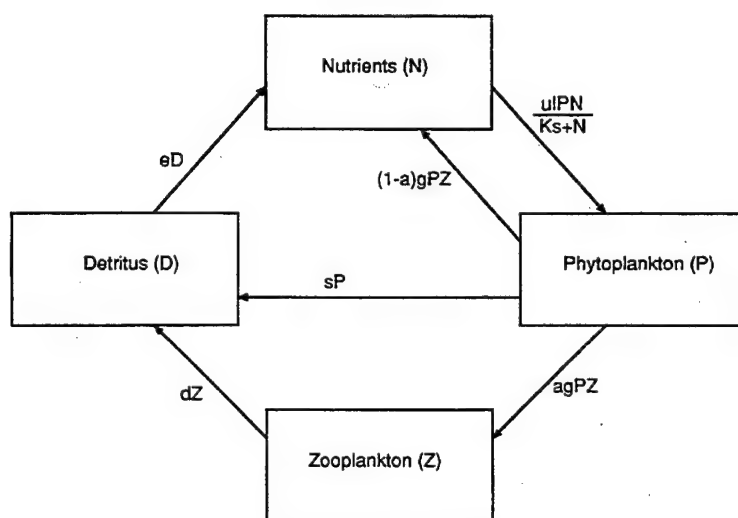 Nutrients (N)
uIPN
Ks+N
eD
(1-a)gPZ
Detritus (D)
Phytoplankton (P)
sP
dZ
agPZ
Zooplankton (Z)